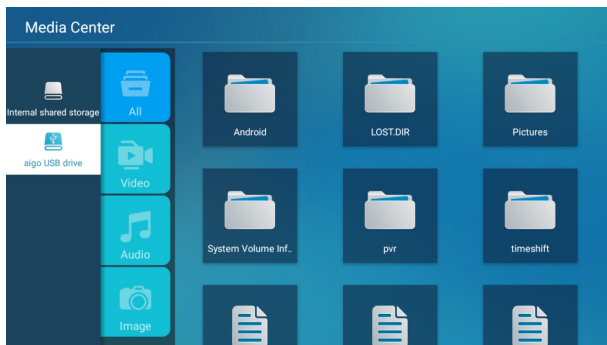 Media Center
Internal shared storage
aigo USB drive
All
Video
Audio
Image
Android
LOST.DIR
Pictures
System Volume Inf..
pvr
timeshift